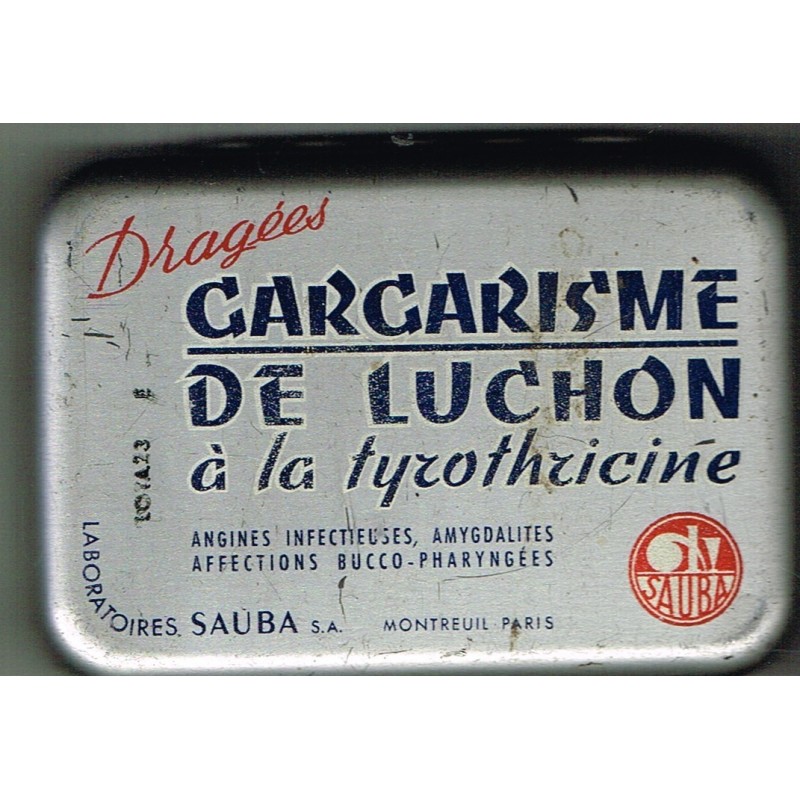 Dragées
GARGARISME
DE LUCHON
à la tyrothricine
ANGINES INFECTIEUSES, AMYGDALITES
AFFECTIONS BUCCO-PHARYNGÉES
LABORATOIRES. SAUBA S.A. MONTREUIL PARIS
SAUBA